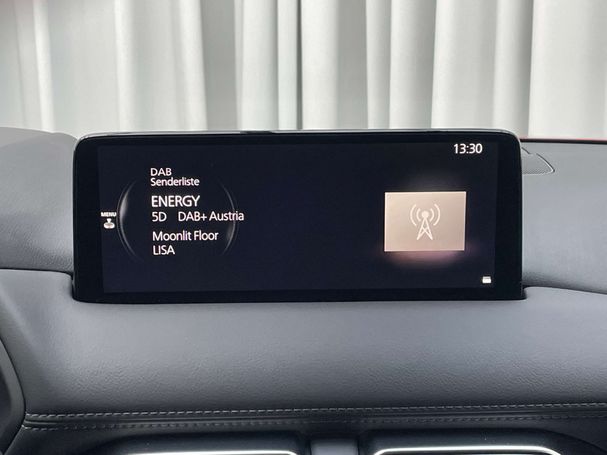 13:30
DAB
Senderliste
ENERGY
5D DAB+ Austria
MENU
Moonlit Floor
LISA